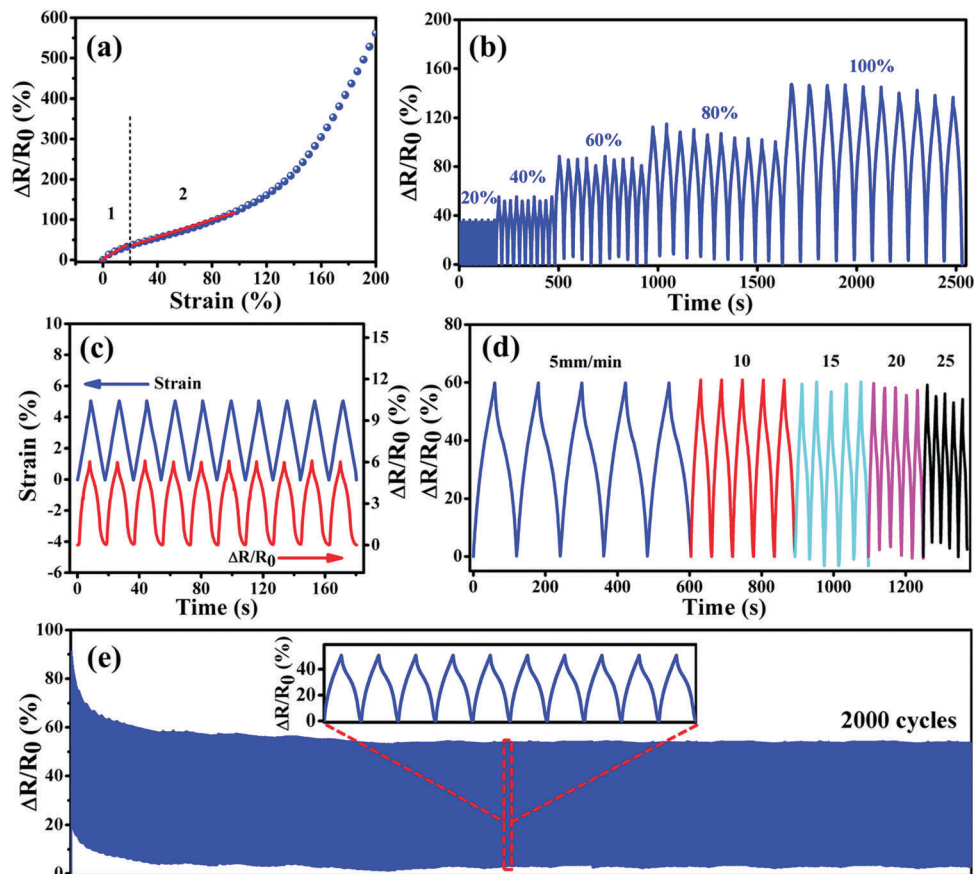 (a)
ΔR/R0 (%)
600
500
400
300
200
100
0
1
2
0 40 80 120 160 200
Strain (%)
(b)
ΔR/R0 (%)
200
160
120
80
40
0
20%
40%
60%
80%
100%
0 500 1000 1500 2000 2500
Time (s)
(c)
Strain (%)
10
8
6
4
2
0
-2
-4
-6
Strain
ΔR/R0
15
12
9
6
3
0
ΔR/R0 (%)
0 40 80 120 160
Time (s)
(d)
ΔR/R0 (%)
80
60
40
20
0
5mm/min 10 15 20 25
0 200 400 600 800 1000 1200
Time (s)
(e)
ΔR/R0 (%)
100
80
60
40
20
0
ΔR/R0 (%)
40
20
0
2000 cycles